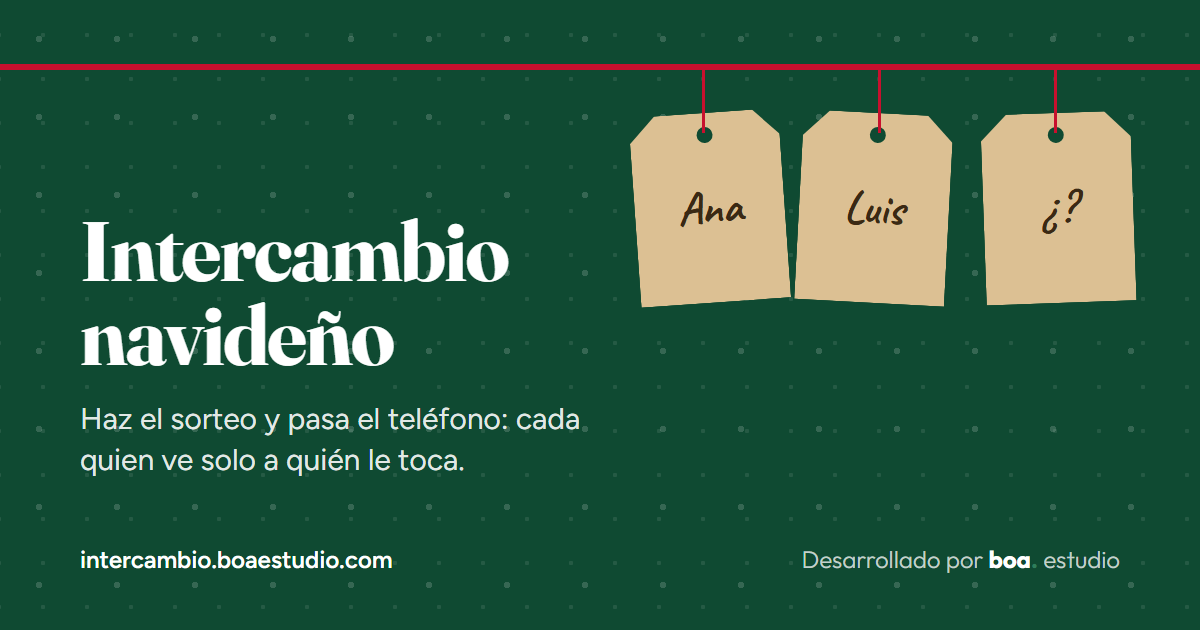 Ana
Luis
¿?
Intercambio
navideño
Haz el sorteo y pasa el teléfono: cada
quien ve solo a quién le toca.
intercambio.boaestudio.com
Desarrollado por boa estudio